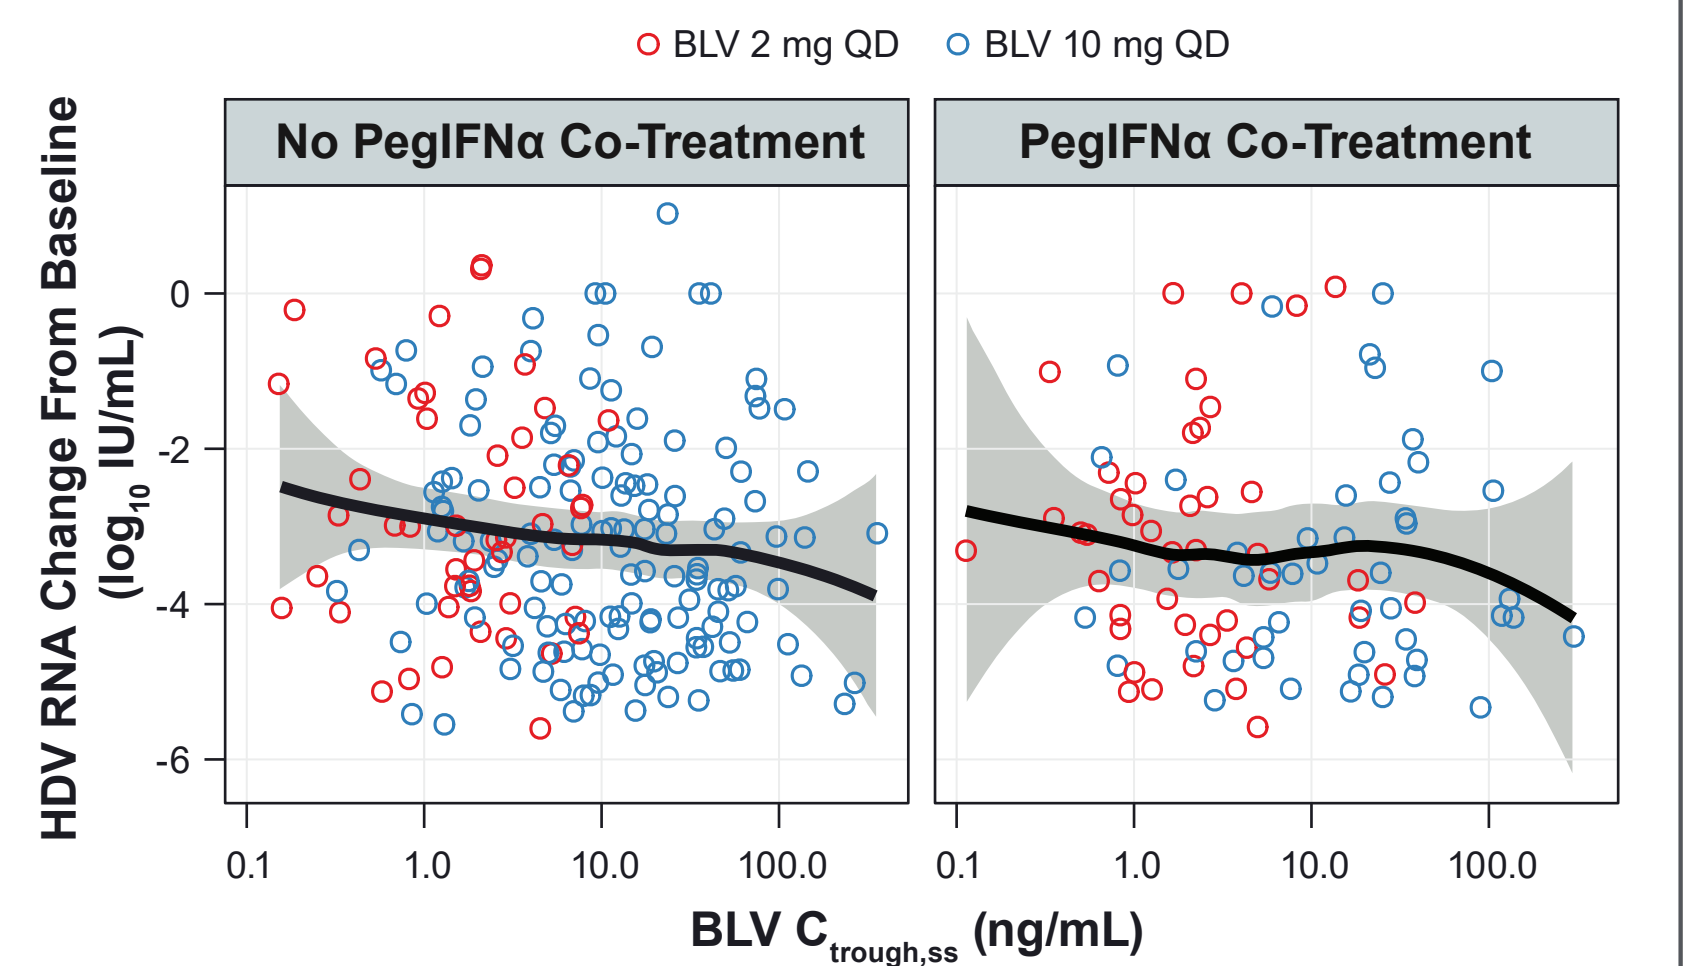 BLV 2 mg QD BLV 10 mg QD
No PegIFNα Co-Treatment PegIFNα Co-Treatment
HDV RNA Change From Baseline
(log10 IU/mL)
0
-2
-4
-6
0.1 1.0 10.0 100.0 0.1 1.0 10.0 100.0
BLV Ctrough,ss (ng/mL)